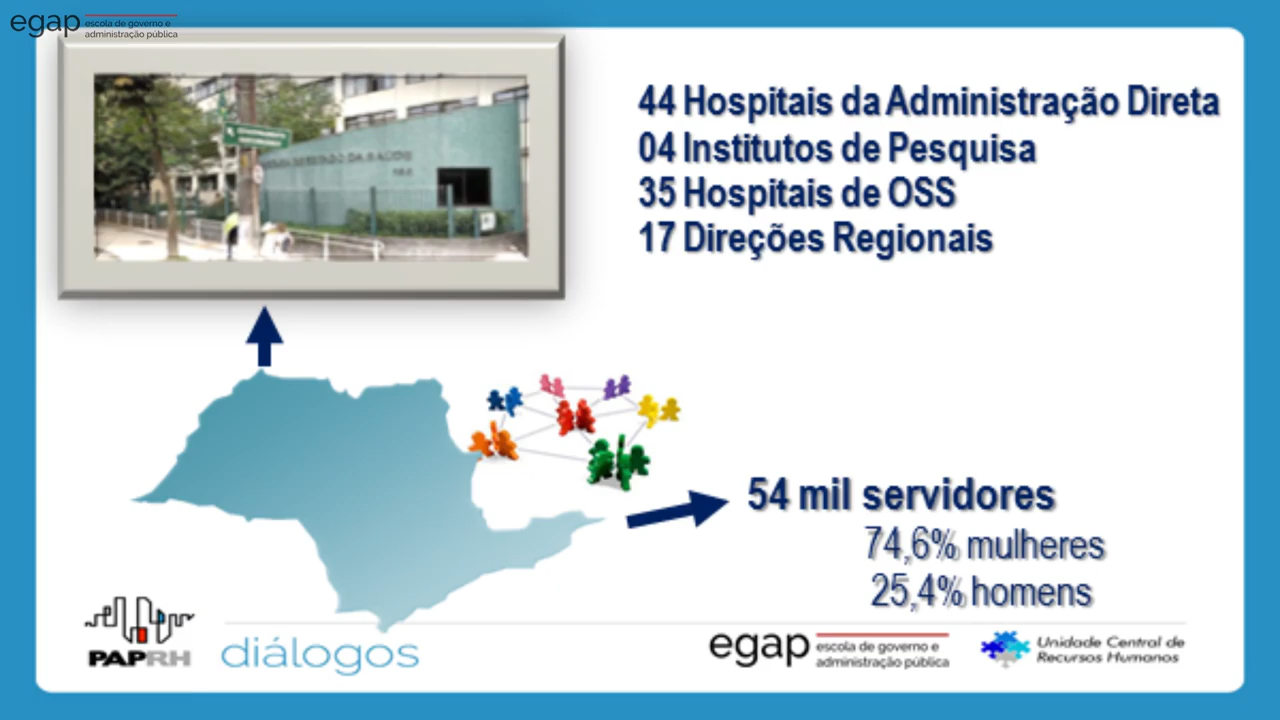 egap escola de governo e
administração pública
DA SAÚDE
44 Hospitais da Administração Direta
04 Institutos de Pesquisa
35 Hospitais de OSS
17 Direções Regionais
54 mil servidores
74,6% mulheres
25,4% homens
PAPRH
diálogos
egap escola de governo e
administração pública
Unidade Central de
Recursos Humanos